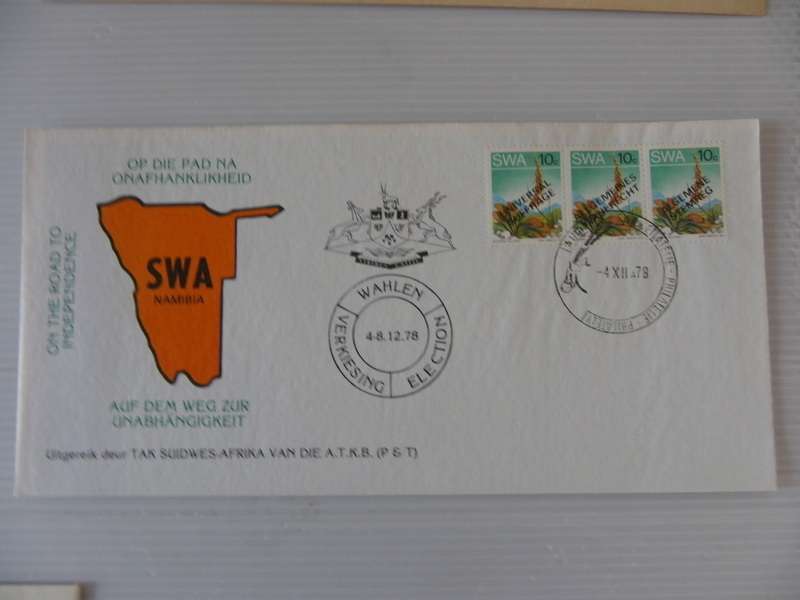 OP DIE PAD NA
ONAFHANKLIKHEID
ON THE ROAD TO
INDEPENDENCE
SWA
NAMIBIA
AUF DEM WEG ZUR
UNABHÄNGIGKEIT
Uitgereik deur TAK SUIDWES-AFRIKA VAN DIE A.T.K.B. (P & T)
WAHLEN
ELECTION
VERKIESING
4-8.12.78
SWA 10c
SWA 10c
SWA 10c
-4 XII 78
PHILATELIE - PHILATELY